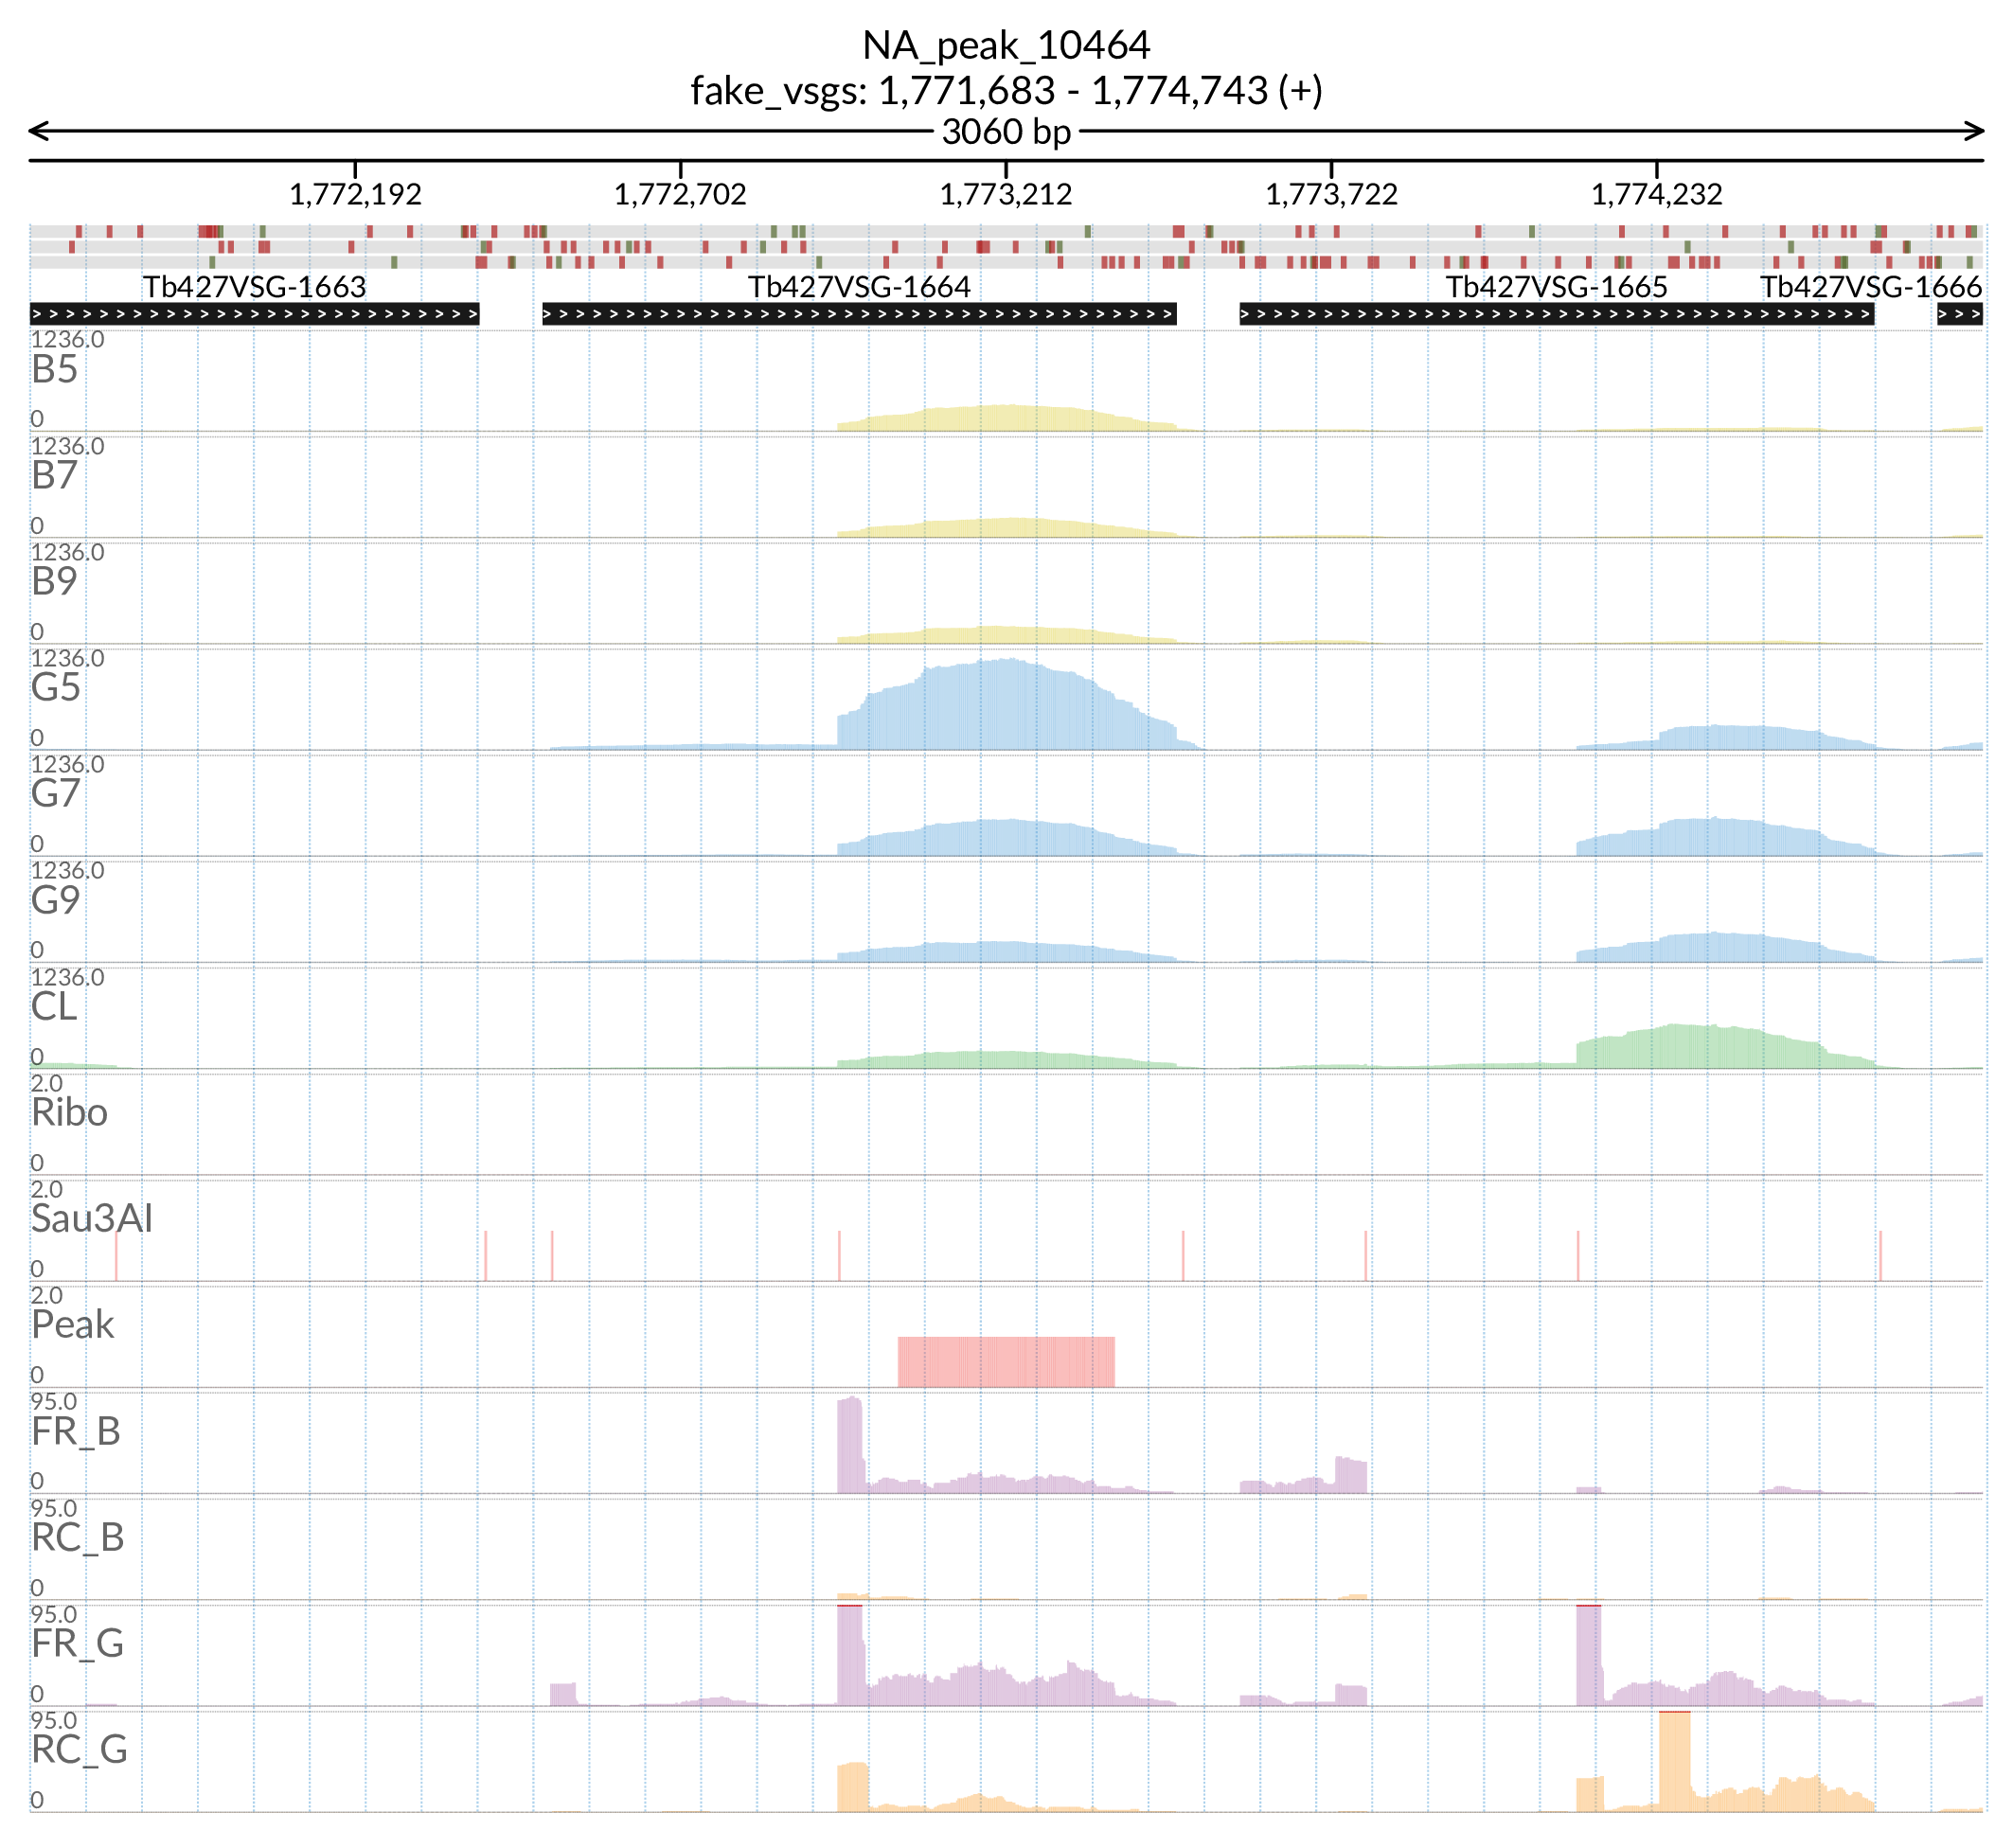 NA_peak_10464
fake_vsgs: 1,771,683 - 1,774,743 (+)
3060 bp
1,772,192 1,772,702 1,773,212 1,773,722 1,774,232
Tb427VSG-1663 Tb427VSG-1664 Tb427VSG-1665 Tb427VSG-1666
1236.0
B5
0
1236.0
B7
0
1236.0
B9
0
1236.0
G5
0
1236.0
G7
0
1236.0
G9
0
1236.0
CL
0
2.0
Ribo
0
2.0
Sau3AI
0
2.0
Peak
0
95.0
FR_B
0
95.0
RC_B
0
95.0
FR_G
0
95.0
RC_G
0